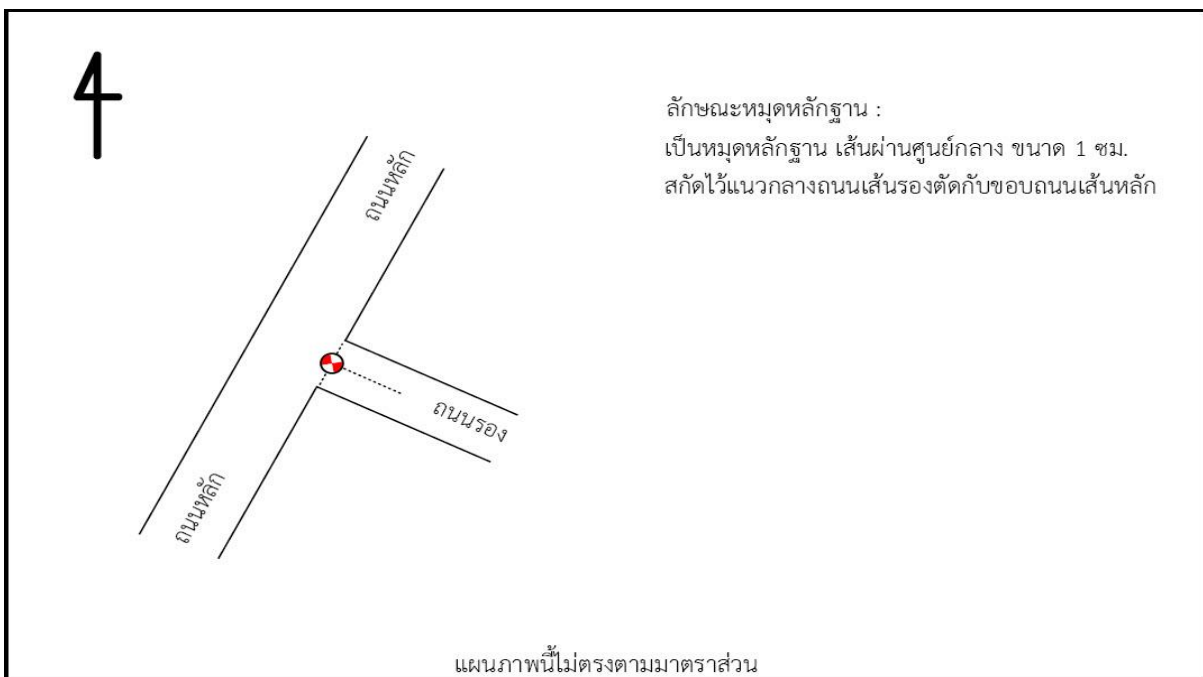 ลักษณะหมุดหลักฐาน :
เป็นหมุดหลักฐาน เส้นผ่านศูนย์กลาง ขนาด 1 ซม.
สกัดไว้แนวกลางถนนเส้นรองตัดกับขอบถนนเส้นหลัก
ถนนหลัก
ถนนรอง
ถนนหลัก
แผนภาพนี้ไม่ตรงตามมาตราส่วน